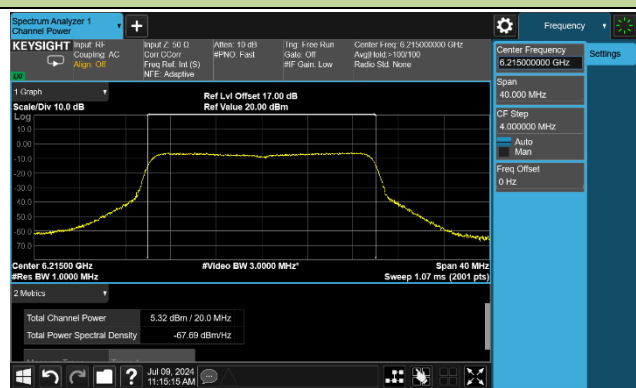 Spectrum Analyzer 1
Channel Power
Frequency
KEYSIGHT
Input: RF
Coupling: AC
Align: Off
Input Z: 50 Ω
Corr CCorr
Freq Ref: Int (S)
NFE: Adaptive
Atten: 10 dB
#PNO: Fast
Trig: Free Run
Gate: Off
#IF Gain: Low
Center Freq: 6.215000000 GHz
Avg|Hold:>100/100
Radio Std: None
Center Frequency
6.215000000 GHz
Settings
Span
40.000 MHz
CF Step
4.000000 MHz
Auto
Man
Freq Offset
0 Hz
1 Graph
Scale/Div 10.0 dB
Ref Lvl Offset 17.00 dB
Ref Value 20.00 dBm
Log
10.0
0.00
-10.0
-20.0
-30.0
-40.0
-50.0
-60.0
-70.0
Center 6.21500 GHz
#Res BW 1.0000 MHz
#Video BW 3.0000 MHz*
Span 40 MHz
Sweep 1.07 ms (2001 pts)
2 Metrics
Total Channel Power
5.32 dBm / 20.0 MHz
Total Power Spectral Density
-67.69 dBm/Hz
?
Jul 09, 2024
11:15:15 AM